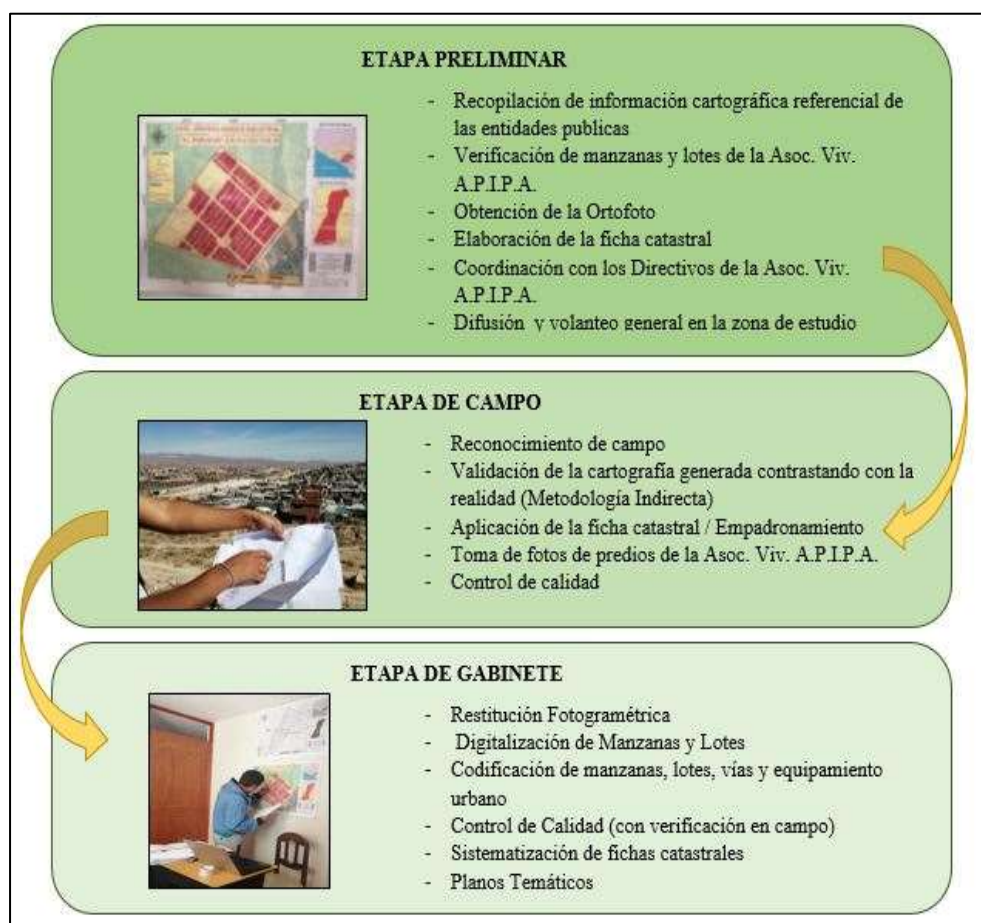 ETAPA PRELIMINAR
- Recopilación de información cartográfica referencial de
las entidades publicas
- Verificación de manzanas y lotes de la Asoc. Viv.
A.P.I.P.A.
- Obtención de la Ortofoto
- Elaboración de la ficha catastral
- Coordinación con los Directivos de la Asoc. Viv.
A.P.I.P.A.
- Difusión y volanteo general en la zona de estudio
ETAPA DE CAMPO
- Reconocimiento de campo
- Validación de la cartografía generada contrastando con la
realidad (Metodología Indirecta)
- Aplicación de la ficha catastral / Empadronamiento
- Toma de fotos de predios de la Asoc. Viv. A.P.I.P.A.
- Control de calidad
ETAPA DE GABINETE
- Restitución Fotogramétrica
- Digitalización de Manzanas y Lotes
- Codificación de manzanas, lotes, vías y equipamiento
urbano
- Control de Calidad (con verificación en campo)
- Sistematización de fichas catastrales
- Planos Temáticos